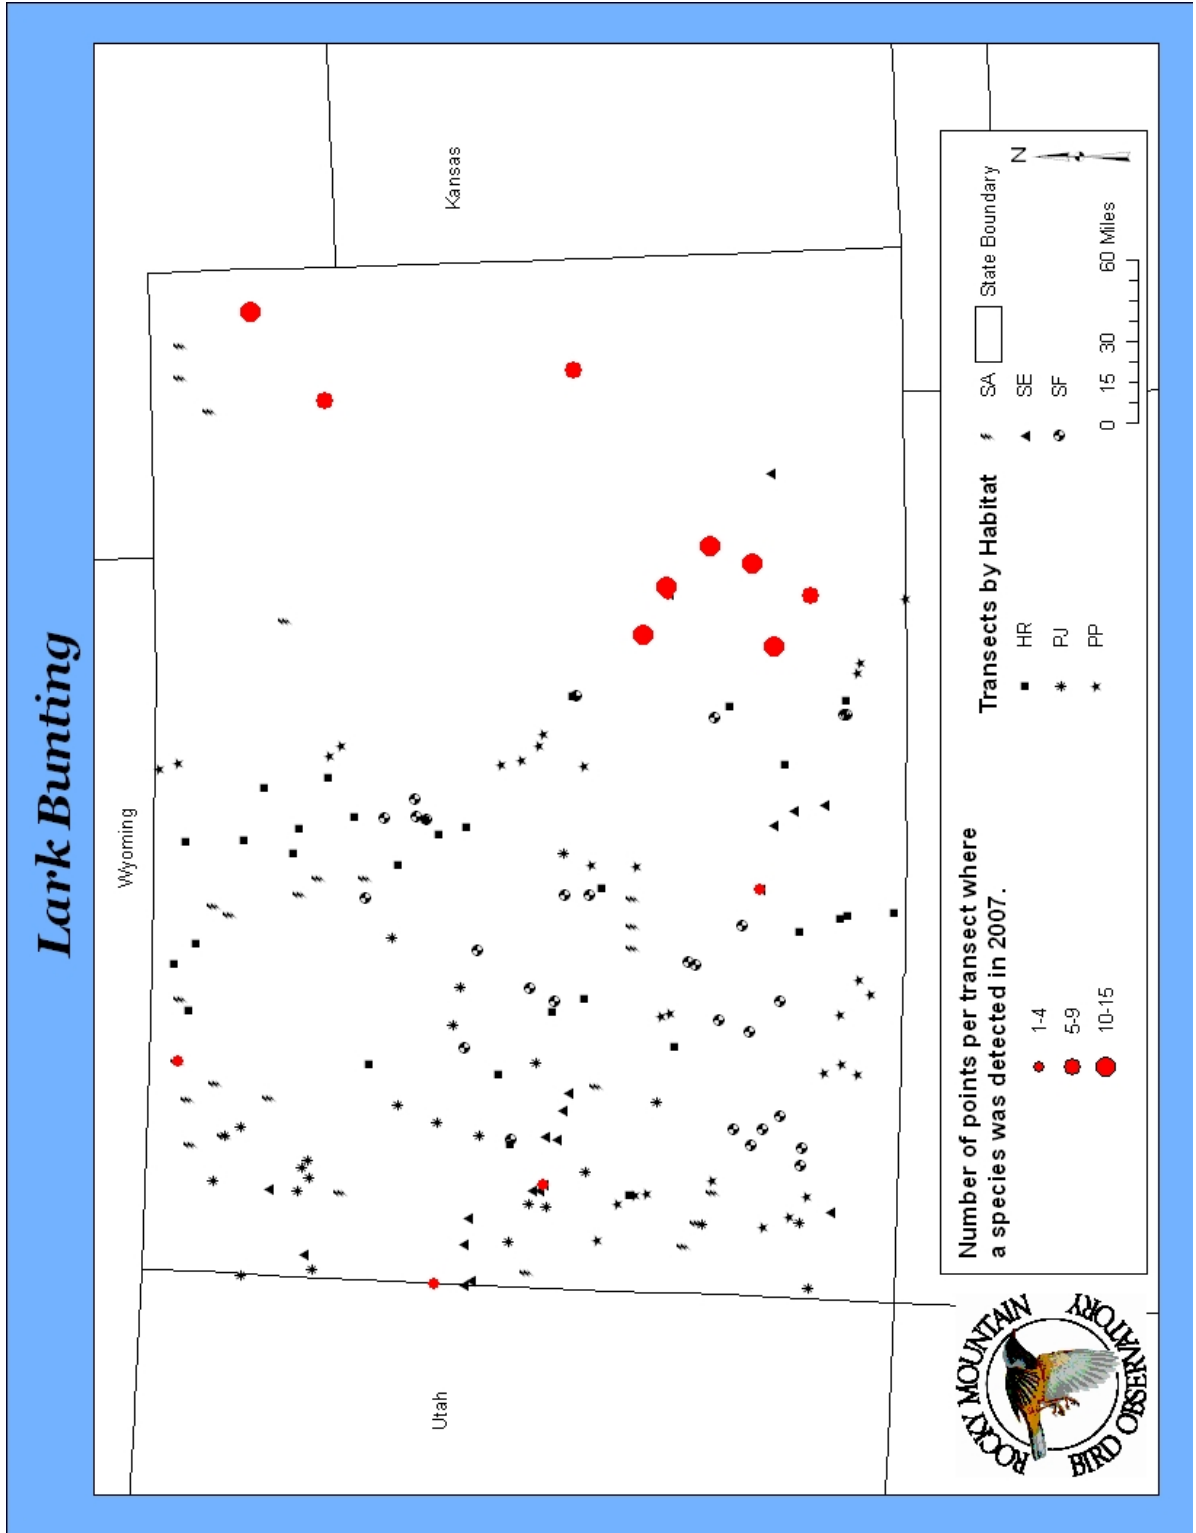 Lark Bunting
Wyoming
Utah
Kansas
Number of points per transect where
a species was detected in 2007.
1-4
5-9
10-15
Transects by Habitat
HR
PJ
PP
SA
SE
SF
State Boundary
N
0 15 30 60 Miles
ROCKY MOUNTAIN
BIRD OBSERVATORY